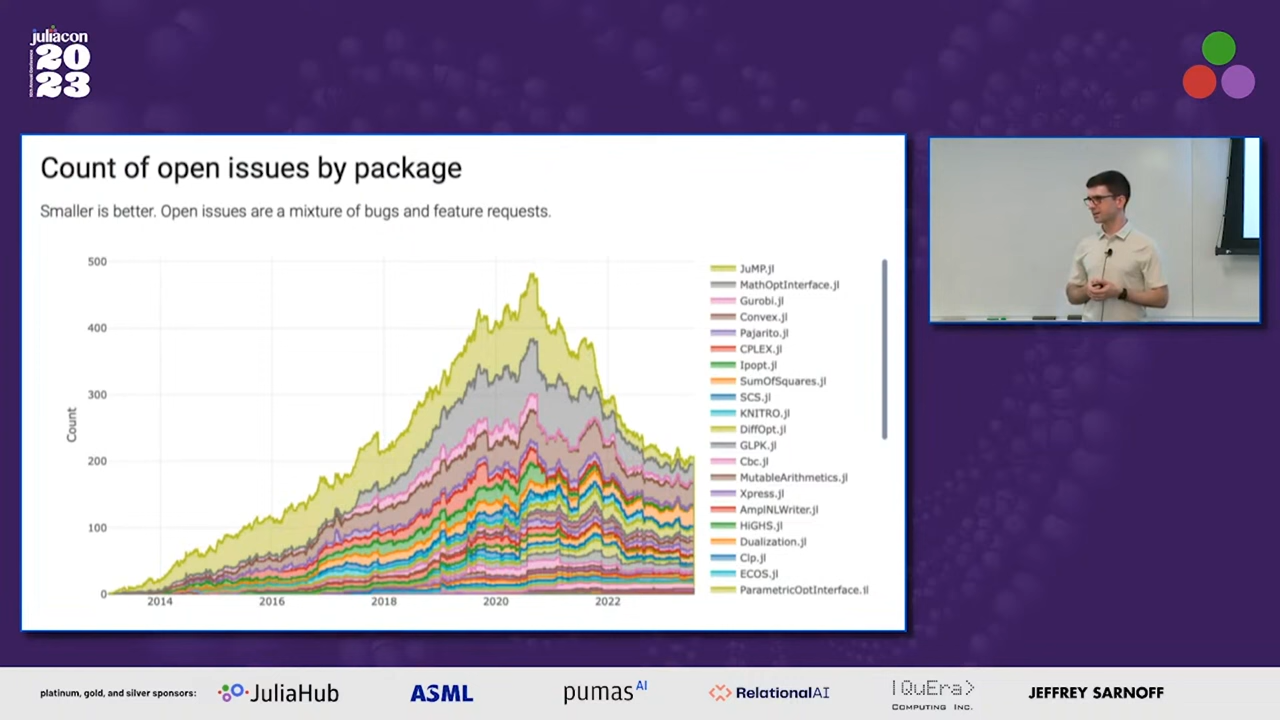 juliacon
20
23
Count of open issues by package
Smaller is better. Open issues are a mixture of bugs and feature requests.
500
400
300
200
100
0
Count
2014
2016
2018
2020
2022
JuMP.jl
MathOptInterface.jl
Gurobi.jl
Convex.jl
Pajarito.jl
CPLEX.jl
Ipopt.jl
SumOfSquares.jl
SCS.jl
KNITRO.jl
DiffOpt.jl
GLPK.jl
Cbc.jl
MutableArithmetics.jl
Xpress.jl
AmplNLWriter.jl
HiGHS.jl
Dualization.jl
Clp.jl
ECOS.jl
ParametricOptInterface.jl
platinum, gold, and silver sponsors:
JuliaHub
ASML
pumas AI
RelationalAI
|QuEra>
COMPUTING INC.
JEFFREY SARNOFF